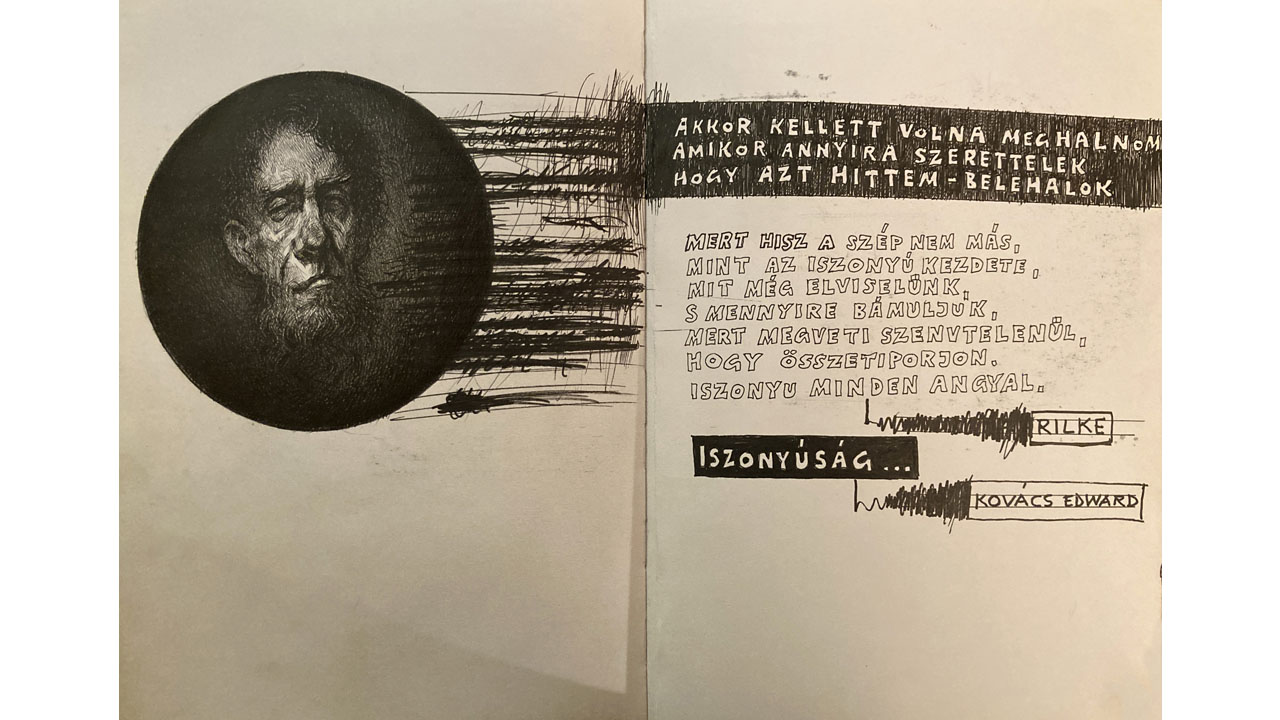 AKKOR KELLETT VOLNA MEGHALNOM
AMIKOR ANNYIRA SZERETTELEK
HOGY AZT HITTEM-BELEHALOK
MERT HISZ A SZÉP NEM MÁS,
MINT AZ ISZONYÚ KEZDETE,
MIT MÉG ELVISELÜNK,
S MENNYIRE BÁMULJUK,
MERT MEGVETI SZENVTELENÜL,
HOGY ÖSSZETIPORJON.
ISZONYU MINDEN ANGYAL.
RILKE
ISZONYÚSÁG...
KOVÁCS EDWARD